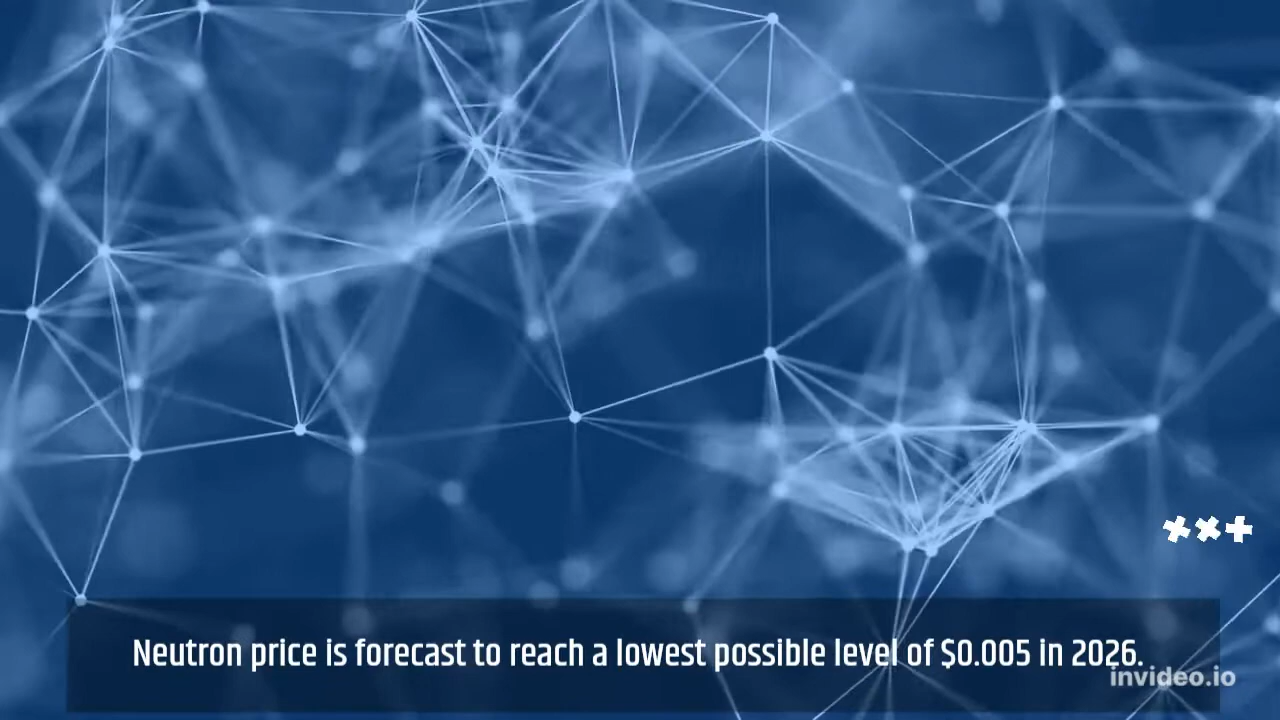 Neutron price is forecast to reach a lowest possible level of $0.005 in 2026.
invideo.io